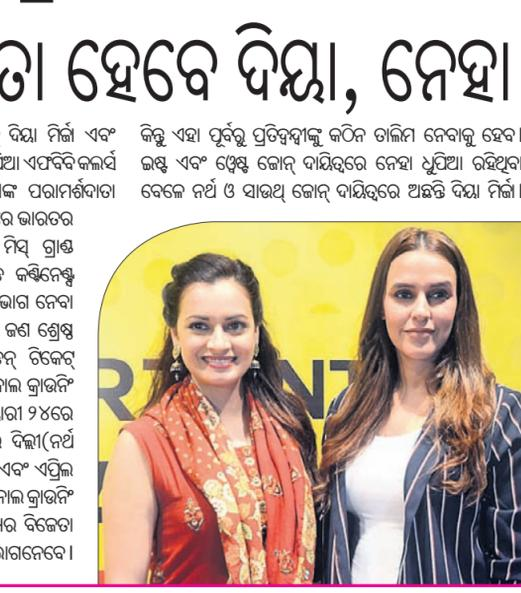 ହେବେ ଦିୟା, ନେହା
ଦିୟା ମିର୍ଜା ଏବଂ
ଏଫବିବି କଲର୍ସ
ପରାମର୍ଶଦାତା
ଭାରତର
ମିସ୍ ଗ୍ରାଣ୍ଡ
କଣ୍ଟିନେଣ୍ଟ
ନେବା
ଜଣ ଶ୍ରେଷ୍ଠ
ଟିକେଟ୍
କ୍ରାଉନିଂ
୨୪ରେ
ଦିଲ୍ଲୀ(ନର୍ଥ
ଏବଂ ଏପ୍ରିଲ
କ୍ରାଉନିଂ
ବିଜେତା
ଭାଗନେବେ।
କିନ୍ତୁ ଏହା ପୂର୍ବରୁ ପ୍ରତିଦ୍ୱନ୍ଦ୍ୱୀଙ୍କୁ କଠିନ ତାଲିମ ନେବାକୁ ହେବ।
ଇଷ୍ଟ ଏବଂ ୱେଷ୍ଟ ଜୋନ୍ ଦାୟିତ୍ୱରେ ନେହା ଧୁପିଆ ରହିଥିବା
ବେଳେ ନର୍ଥ ଓ ସାଉଥ୍ ଜୋନ୍ ଦାୟିତ୍ୱରେ ଅଛନ୍ତି ଦିୟା ମିର୍ଜା।